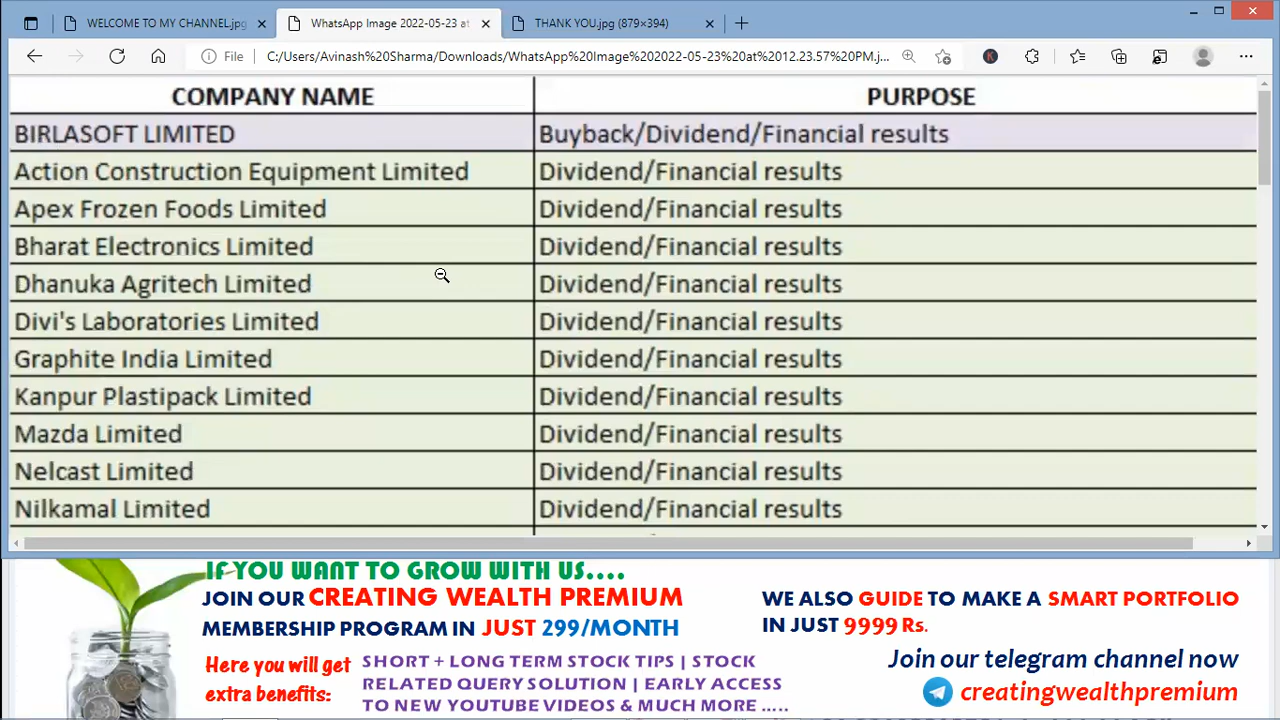 WELCOME TO MY CHANNEL.jpg
WhatsApp Image 2022-05-23 at
THANK YOU.jpg (879×394)
File
C:/Users/Avinash%20Sharma/Downloads/WhatsApp%20Image%202022-05-23%20at%2012.23.57%20PM.j...
COMPANY NAME PURPOSE
BIRLASOFT LIMITED Buyback/Dividend/Financial results
Action Construction Equipment Limited Dividend/Financial results
Apex Frozen Foods Limited Dividend/Financial results
Bharat Electronics Limited Dividend/Financial results
Dhanuka Agritech Limited Dividend/Financial results
Divi's Laboratories Limited Dividend/Financial results
Graphite India Limited Dividend/Financial results
Kanpur Plastipack Limited Dividend/Financial results
Mazda Limited Dividend/Financial results
Nelcast Limited Dividend/Financial results
Nilkamal Limited Dividend/Financial results
IF YOU WANT TO GROW WITH US....
JOIN OUR CREATING WEALTH PREMIUM
MEMBERSHIP PROGRAM IN JUST 299/MONTH
Here you will get
extra benefits:
SHORT + LONG TERM STOCK TIPS | STOCK
RELATED QUERY SOLUTION | EARLY ACCESS
TO NEW YOUTUBE VIDEOS & MUCH MORE .....
WE ALSO GUIDE TO MAKE A SMART PORTFOLIO
IN JUST 9999 Rs.
Join our telegram channel now
creatingwealthpremium